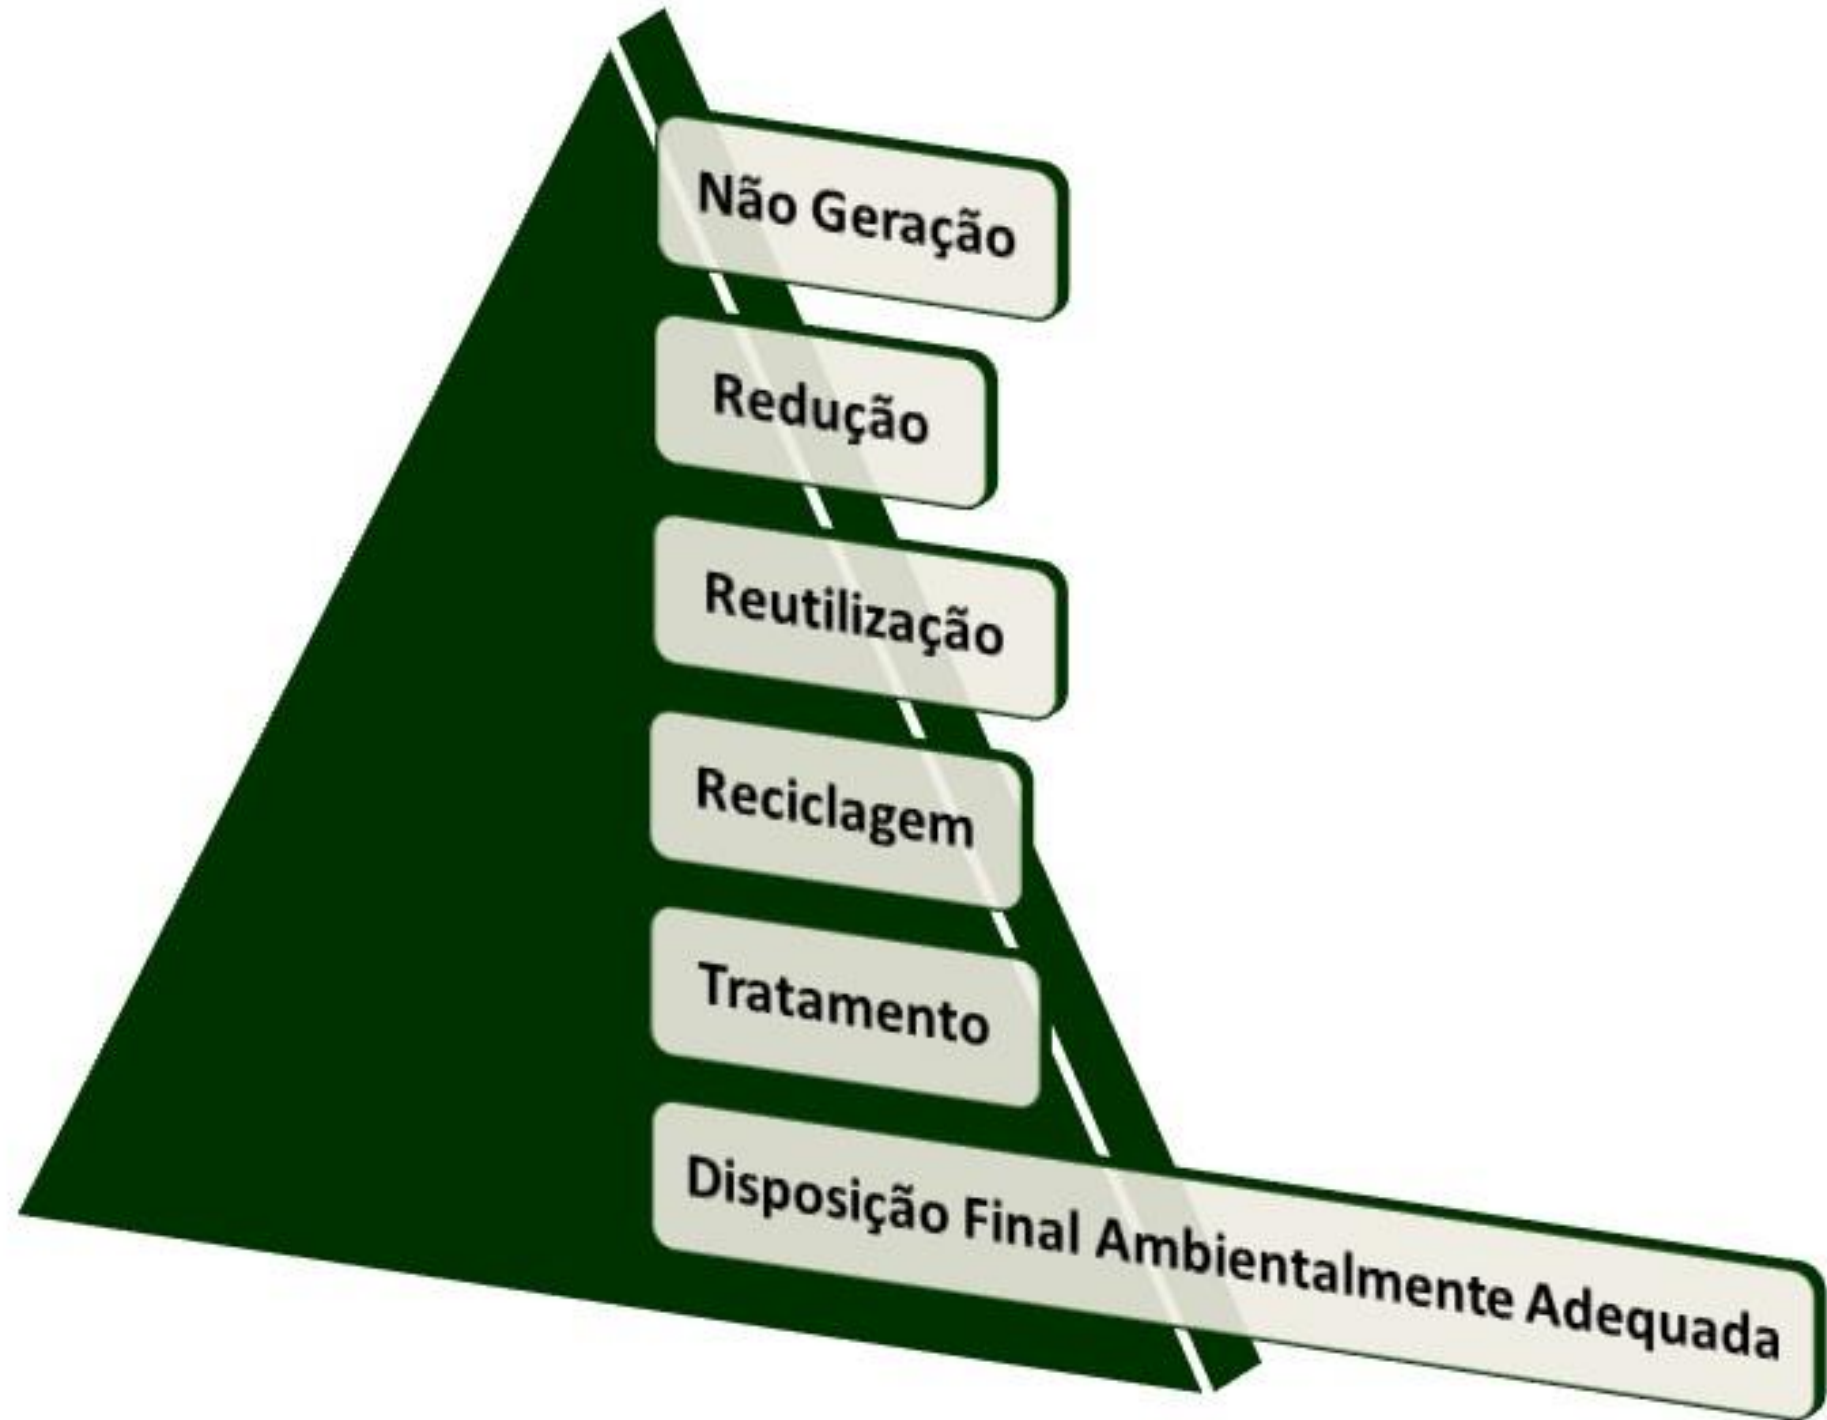 Não Geração
Redução
Reutilização
Reciclagem
Tratamento
Disposição Final Ambientalmente Adequada